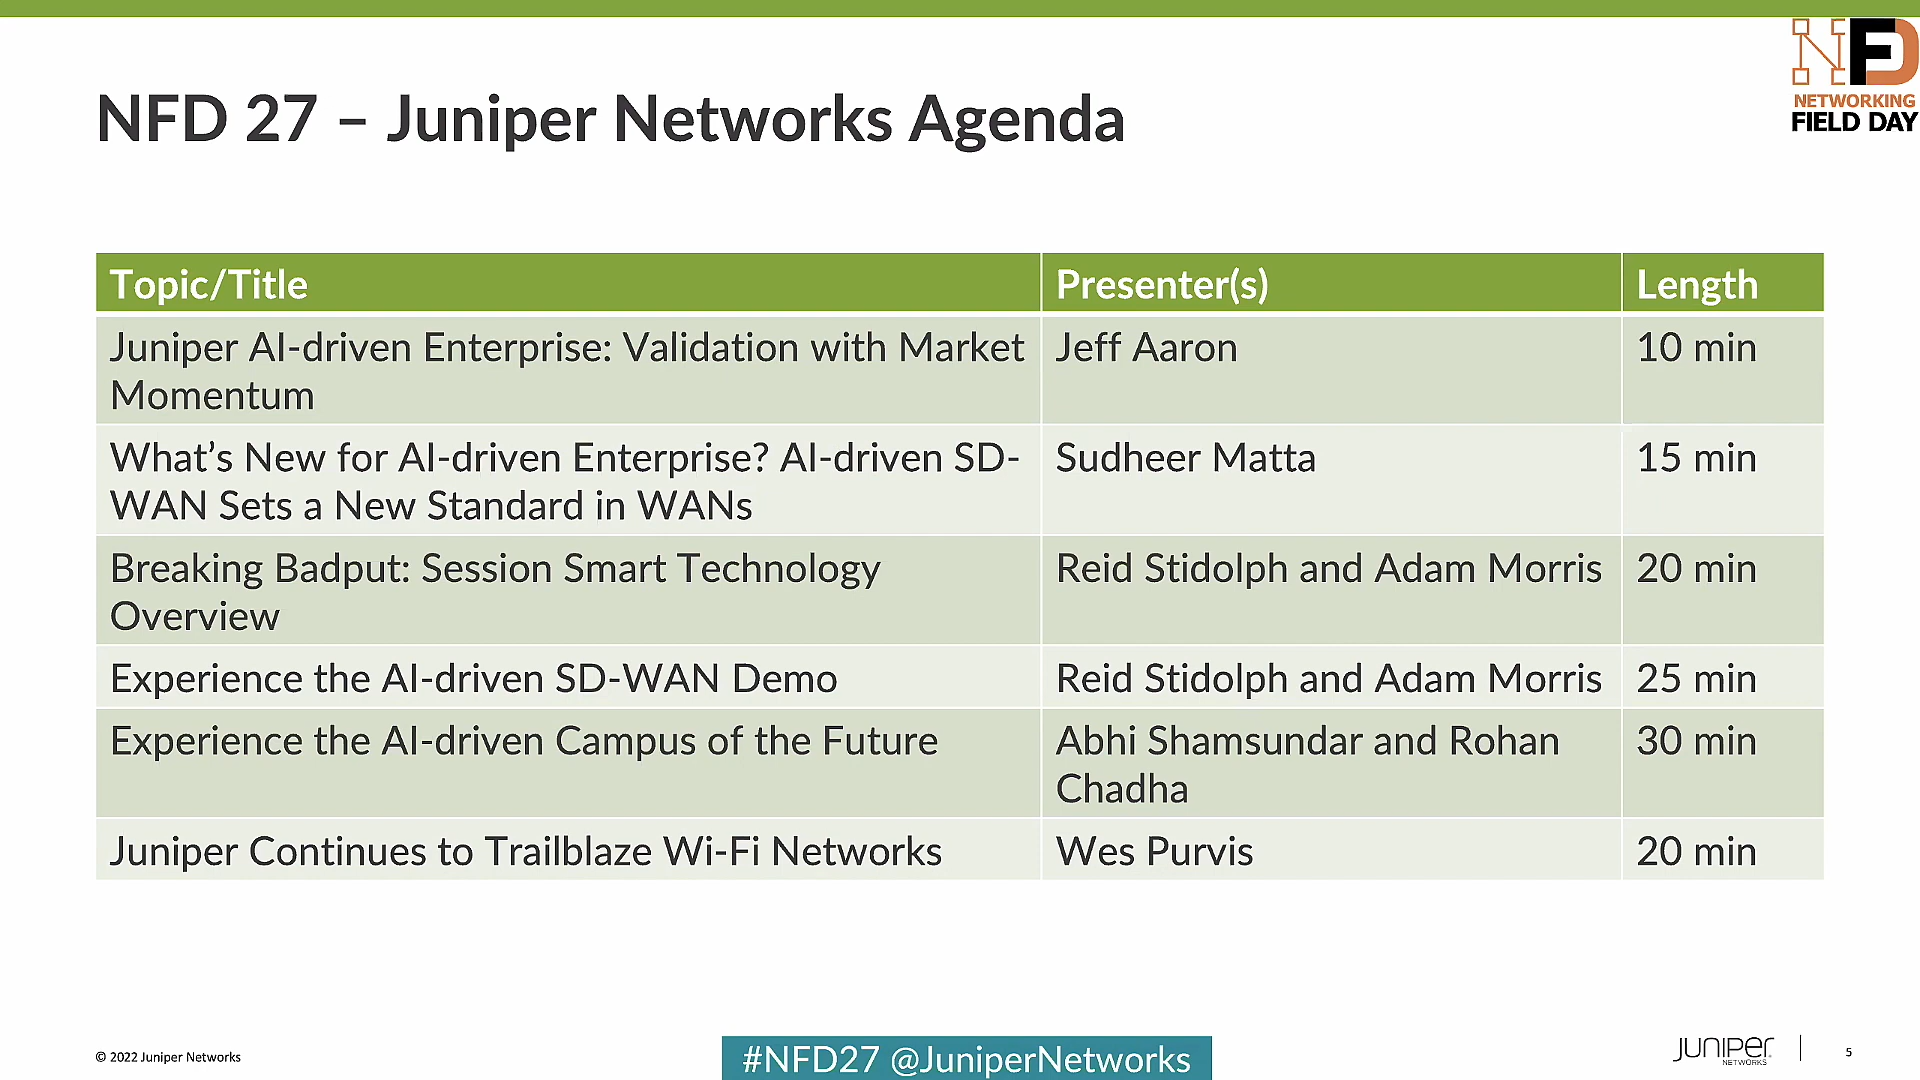 NFD
NETWORKING
FIELD DAY
NFD 27 – Juniper Networks Agenda
Topic/Title Presenter(s) Length
Juniper AI-driven Enterprise: Validation with Market Jeff Aaron 10 min
Momentum
What’s New for AI-driven Enterprise? AI-driven SD- Sudheer Matta 15 min
WAN Sets a New Standard in WANs
Breaking Badput: Session Smart Technology Reid Stidolph and Adam Morris 20 min
Overview
Experience the AI-driven SD-WAN Demo Reid Stidolph and Adam Morris 25 min
Experience the AI-driven Campus of the Future Abhi Shamsundar and Rohan 30 min
Chadha
Juniper Continues to Trailblaze Wi-Fi Networks Wes Purvis 20 min
© 2022 Juniper Networks
#NFD27 @JuniperNetworks
JUNIPER
NETWORKS
5